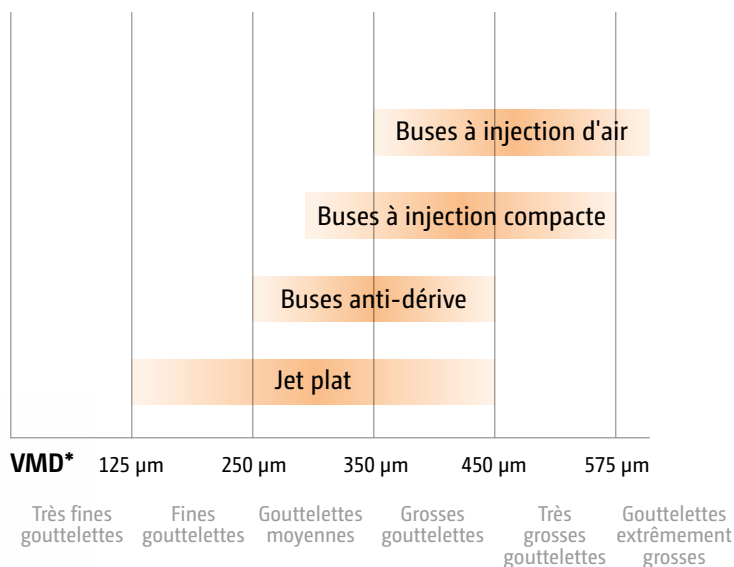 Buses à injection d'air
Buses à injection compacte
Buses anti-dérive
Jet plat
VMD* 125 µm 250 µm 350 µm 450 µm 575 µm
Très fines
gouttelettes
Fines
gouttelettes
Gouttelettes
moyennes
Grosses
gouttelettes
Très
grosses
gouttelettes
Gouttelettes
extrêmement
grosses